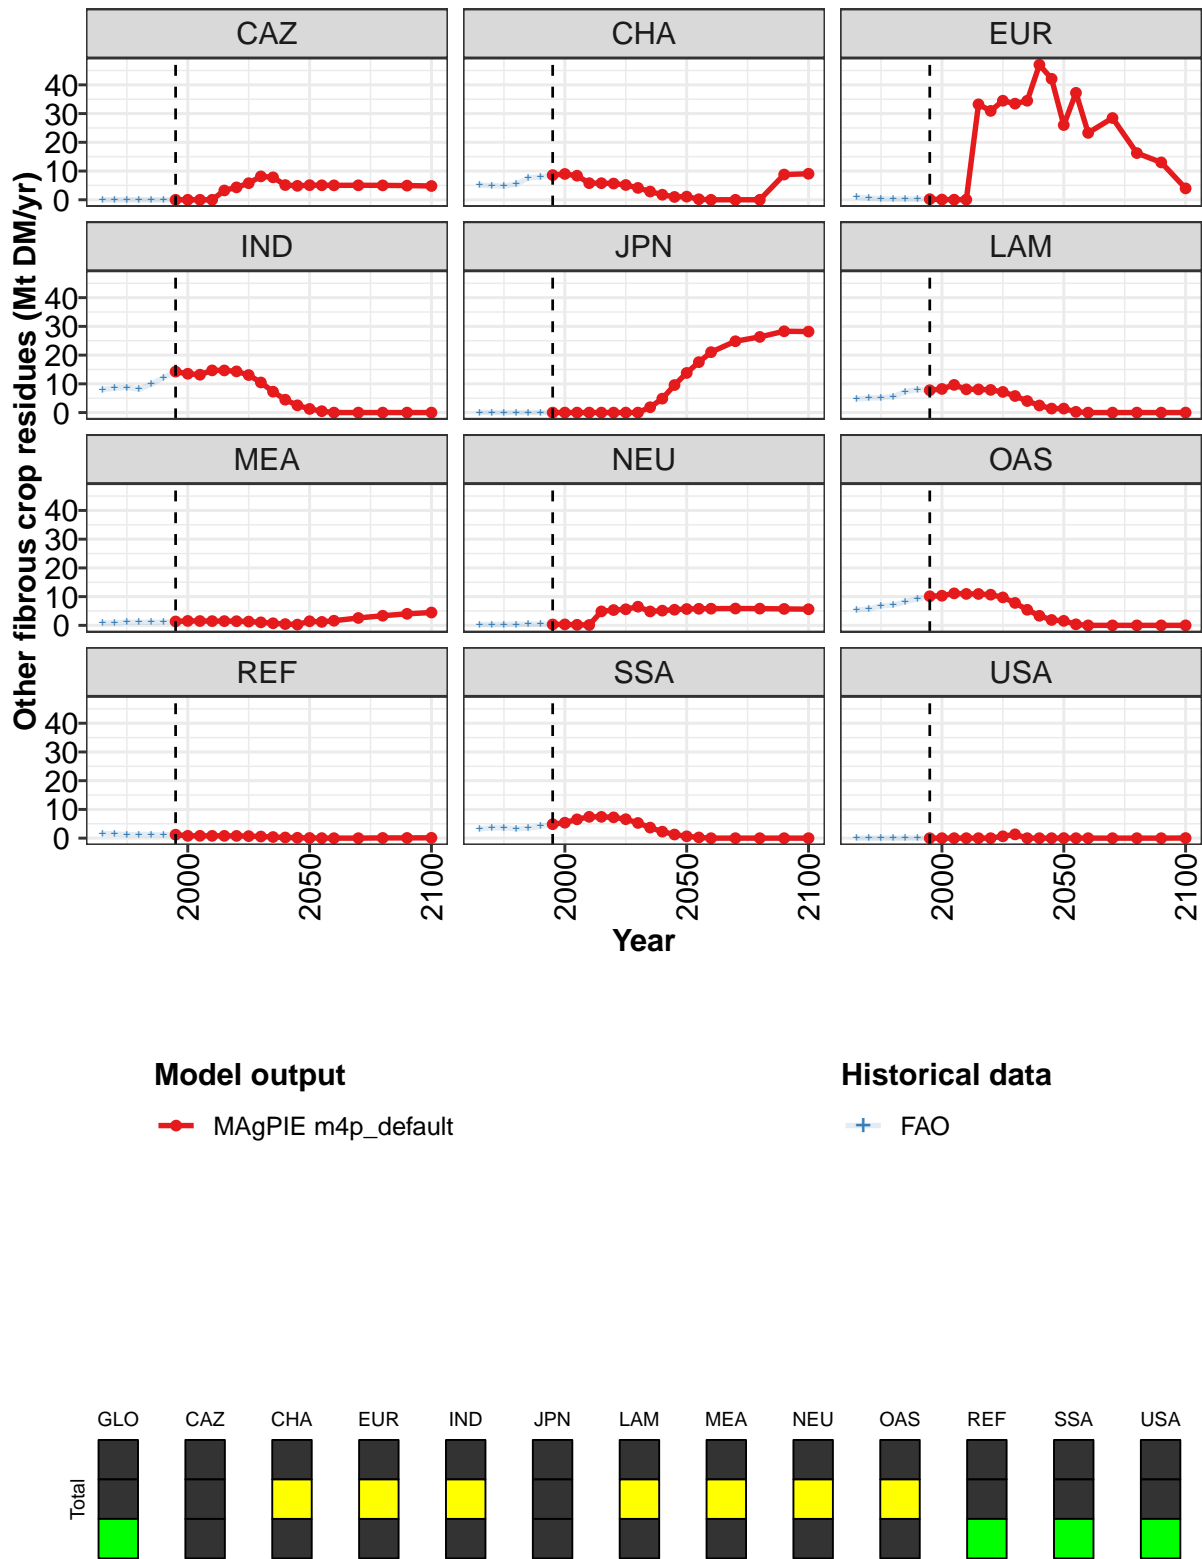 CAZ CHA EUR
IND JPN LAM
MEA NEU OAS
REF SSA USA
Other fibrous crop residues (Mt DM/yr)
40
30
20
10
0
40
30
20
10
0
40
30
20
10
0
40
30
20
10
0
2000 2050 2100 2000 2050 2100 2000 2050 2100
Year
Model output
MAgPIE m4p_default
Historical data
FAO
GLO CAZ CHA EUR IND JPN LAM MEA NEU OAS REF SSA USA
Total